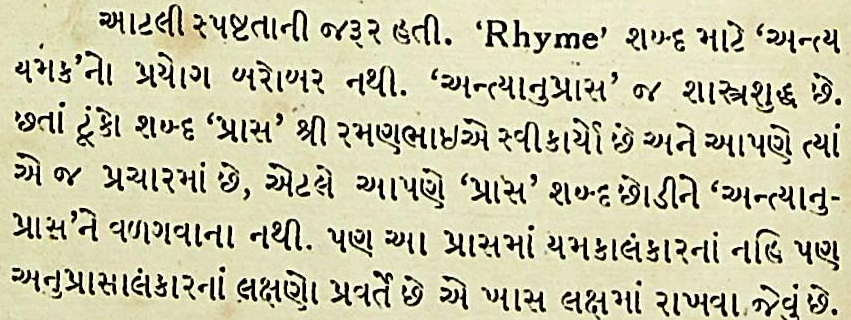 આટલી સ્પષ્ટતાની જરૂર હતી. ‘Rhyme’ શબ્દ માટે ‘અન્ત્ય
યમક’નો પ્રયોગ બરોબર નથી. ‘અન્ત્યાનુપ્રાસ’ જ શાસ્ત્રશુદ્ધ છે.
છતાં ટૂંકો શબ્દ ‘પ્રાસ’ શ્રી રમણભાઇએ સ્વીકાર્યો છે અને આપણે ત્યાં
એ જ પ્રચારમાં છે, એટલે આપણે ‘પ્રાસ’ શબ્દ છોડીને ‘અન્ત્યાનુ-
પ્રાસ’ને વળગવાના નથી. પણ આ પ્રાસમાં યમકાલંકારનાં નહિ પણ
અનુપ્રાસાલંકારનાં લક્ષણો પ્રવર્તે છે એ ખાસ લક્ષમાં રાખવા જેવું છે.